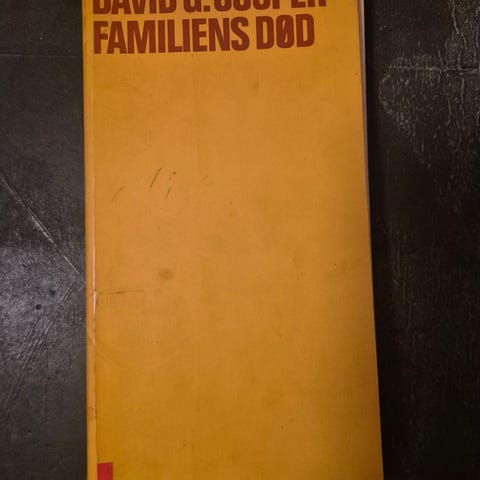 DAVID G. COOPER
FAMILIENS DØD